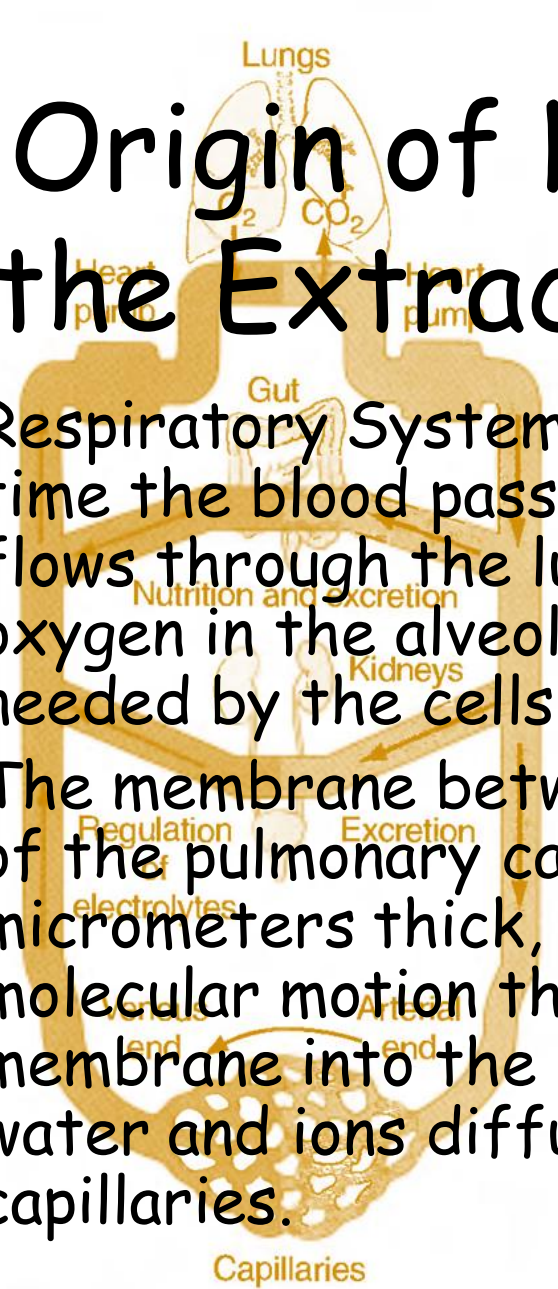 Lungs
Origin of
O2 CO2
Heart pump
Heart pump
the Extrac
Gut
Respiratory System
time the blood pass
flows through the lu
Nutrition and excretion
oxygen in the alveol
Kidneys
needed by the cells
The membrane betw
Regulation of electrolytes
Excretion
of the pulmonary ca
micrometers thick,
molecular motion th
Venous end
Arterial end
membrane into the
water and ions diffu
capillaries.
Capillaries